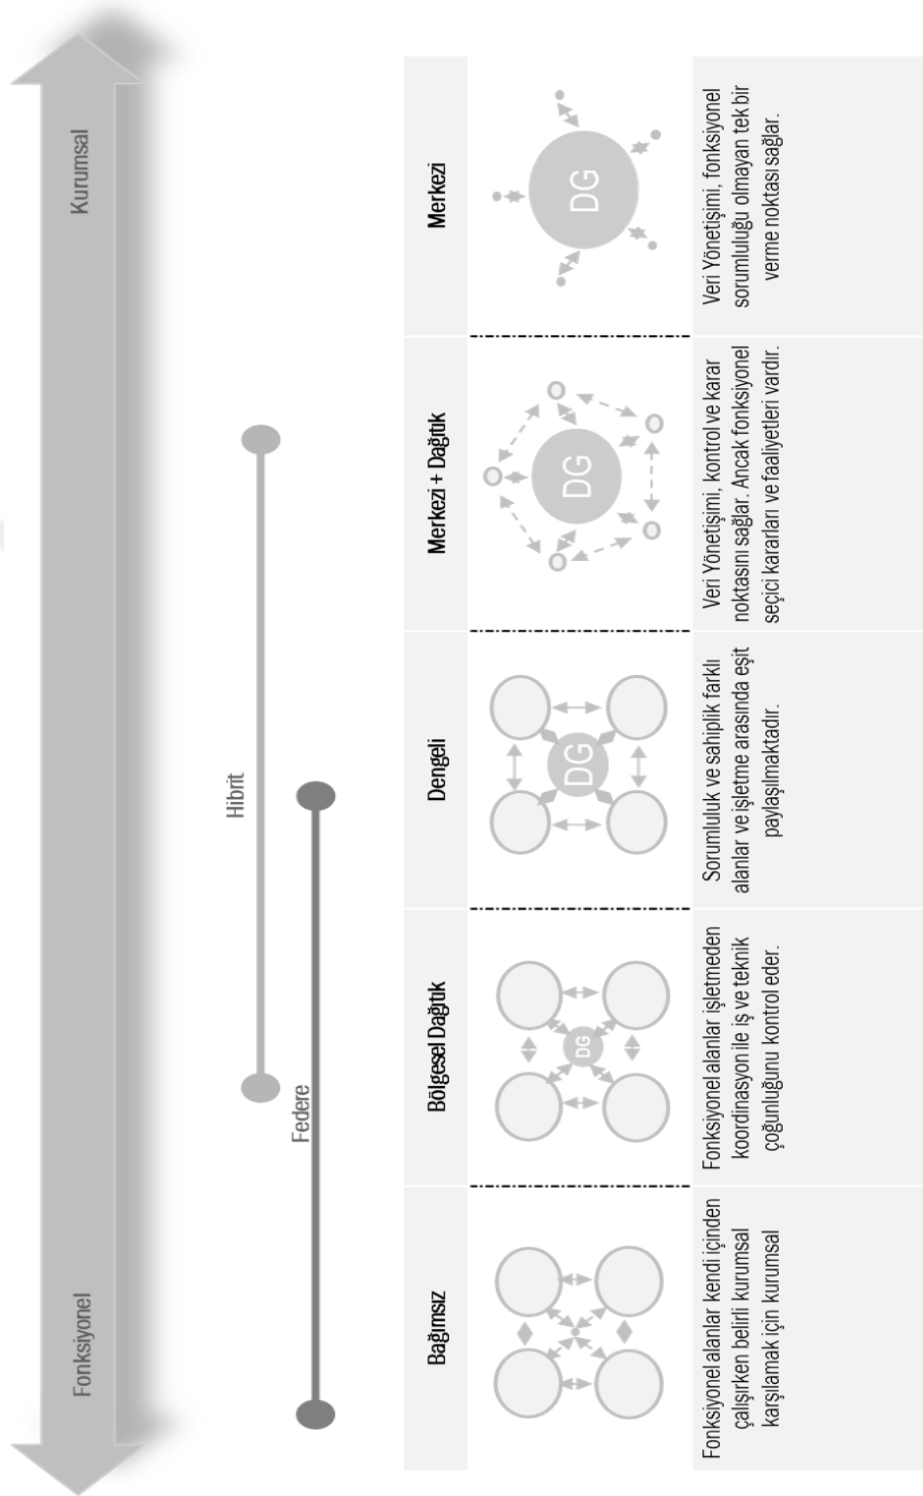 Fonksiyonel
Kurumsal
Hibrit
Federe
Bağımsız
Bölgesel Dağıtık
Dengeli
Merkezi + Dağıtık
Merkezi
DG
DG
DG
DG
Fonksiyonel alanlar kendi içinden
çalışırken belirli kurumsal
karşılamak için kurumsal
Fonksiyonel alanlar işletmeden
koordinasyon ile iş ve teknik
çoğunluğunu kontrol eder.
Sorumluluk ve sahiplik farklı
alanlar ve işletme arasında eşit
paylaşılmaktadır.
Veri Yönetişimi, kontrol ve karar
noktasını sağlar. Ancak fonksiyonel
seçici kararları ve faaliyetleri vardır.
Veri Yönetişimi, fonksiyonel
sorumluluğu olmayan tek bir
verme noktası sağlar.